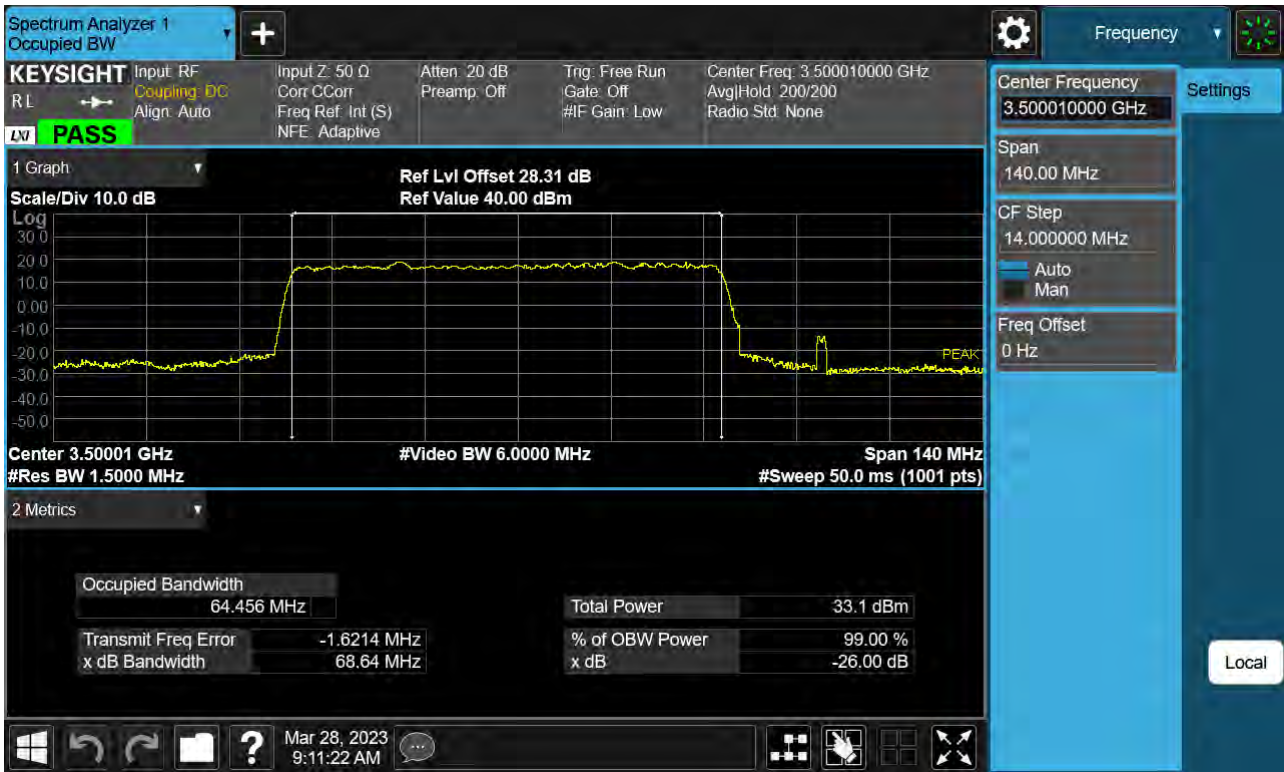 Spectrum Analyzer 1
Occupied BW
Frequency
KEYSIGHT
RL
LXI
PASS
Input: RF
Coupling: DC
Align: Auto
Input Z: 50 Ω
Corr CCorr
Freq Ref: Int (S)
NFE: Adaptive
Atten: 20 dB
Preamp: Off
Trig: Free Run
Gate: Off
#IF Gain: Low
Center Freq: 3.500010000 GHz
Avg|Hold: 200/200
Radio Std: None
Center Frequency
3.500010000 GHz
Settings
Span
140.00 MHz
CF Step
14.000000 MHz
Auto
Man
Freq Offset
0 Hz
Local
1 Graph
Scale/Div 10.0 dB
Ref Lvl Offset 28.31 dB
Ref Value 40.00 dBm
Log
30.0
20.0
10.0
0.00
-10.0
-20.0
-30.0
-40.0
-50.0
PEAK
Center 3.50001 GHz
#Video BW 6.0000 MHz
Span 140 MHz
#Res BW 1.5000 MHz
#Sweep 50.0 ms (1001 pts)
2 Metrics
Occupied Bandwidth
64.456 MHz
Total Power 33.1 dBm
Transmit Freq Error -1.6214 MHz
% of OBW Power 99.00 %
x dB Bandwidth 68.64 MHz
x dB -26.00 dB
Mar 28, 2023
9:11:22 AM